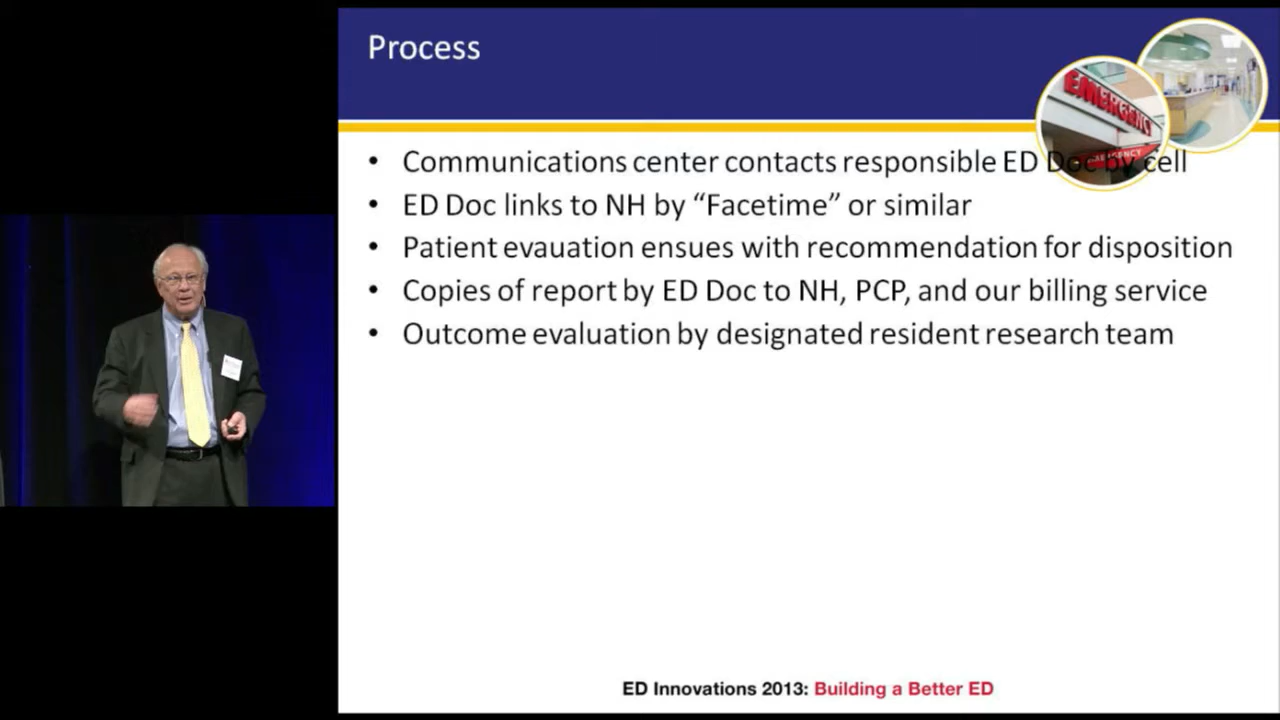 Process
EMERGENC
EMERGENCY
• Communications center contacts responsible ED Doc by cell
• ED Doc links to NH by “Facetime” or similar
• Patient evauation ensues with recommendation for disposition
• Copies of report by ED Doc to NH, PCP, and our billing service
• Outcome evaluation by designated resident research team
ED Innovations 2013: Building a Better ED